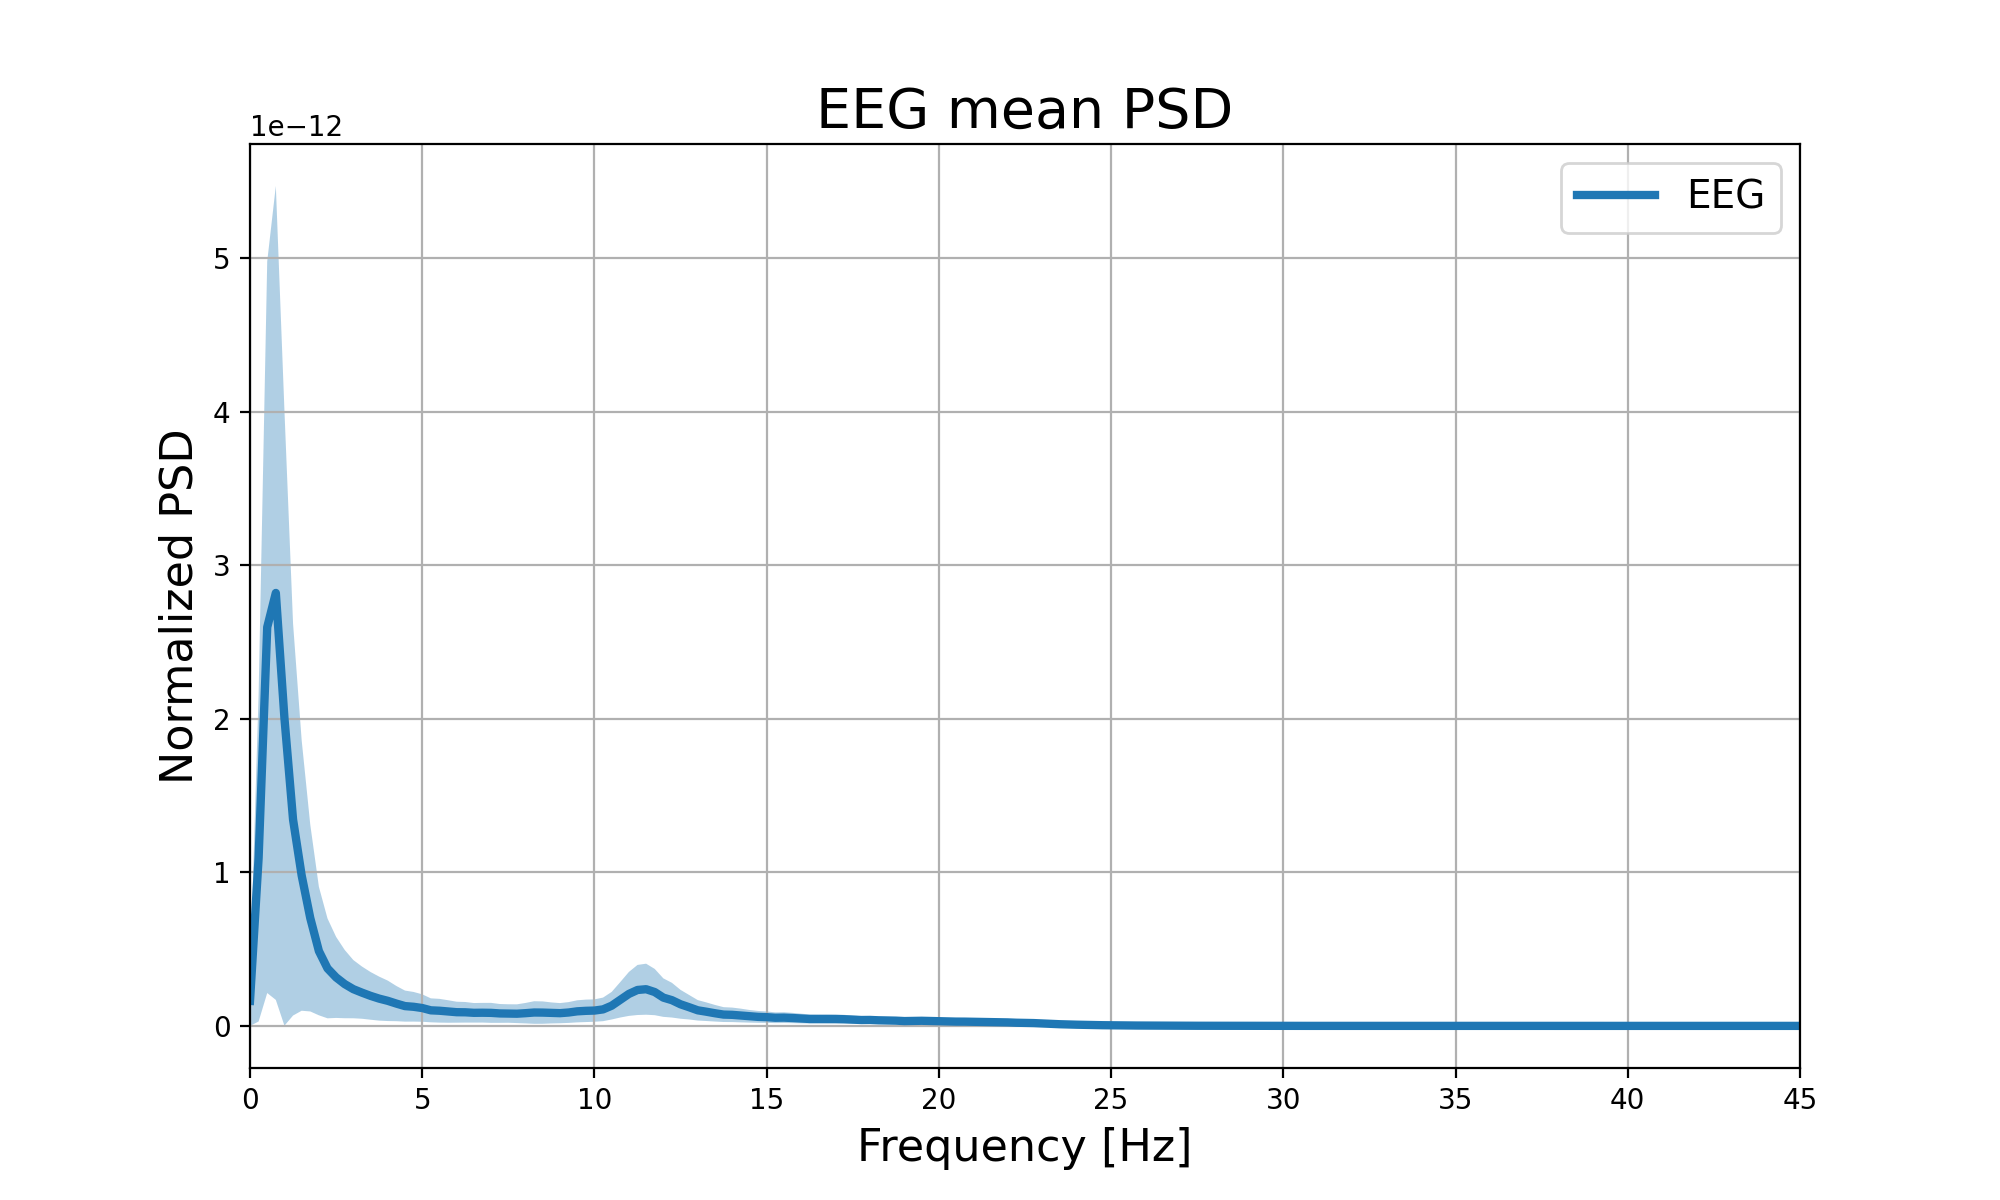 EEG mean PSD
1e−12
EEG
5
4
3
2
1
0
Normalized PSD
0 5 10 15 20 25 30 35 40 45
Frequency [Hz]